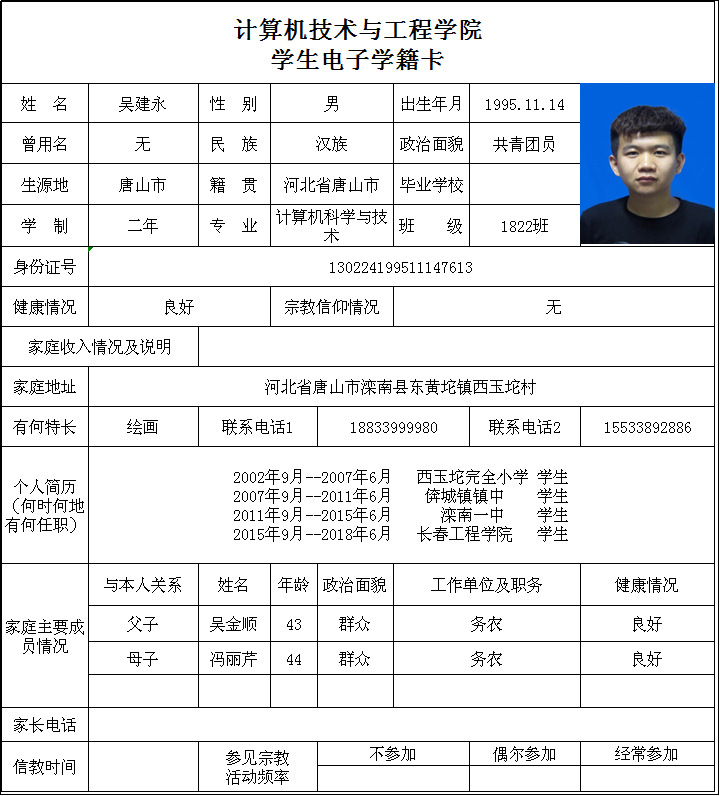 计算机技术与工程学院
学生电子学籍卡
姓 名 吴建永 性 别 男 出生年月 1995.11.14
曾用名 无 民 族 汉族 政治面貌 共青团员
生源地 唐山市 籍 贯 河北省唐山市 毕业学校
学 制 二年 专 业 计算机科学与技术 班 级 1822班
身份证号 130224199511147613
健康情况 良好 宗教信仰情况 无
家庭收入情况及说明
家庭地址 河北省唐山市滦南县东黄坨镇西玉坨村
有何特长 绘画 联系电话1 18833999980 联系电话2 15533892886
个人简历
（何时何地
有何任职）
2002年9月--2007年6月 西玉坨完全小学 学生
2007年9月--2011年6月 倴城镇镇中 学生
2011年9月--2015年6月 滦南一中 学生
2015年9月--2018年6月 长春工程学院 学生
家庭主要成
员情况
与本人关系 姓名 年龄 政治面貌 工作单位及职务 健康情况
父子 吴金顺 43 群众 务农 良好
母子 冯丽芹 44 群众 务农 良好
家长电话
信教时间 参见宗教
活动频率 不参加 偶尔参加 经常参加